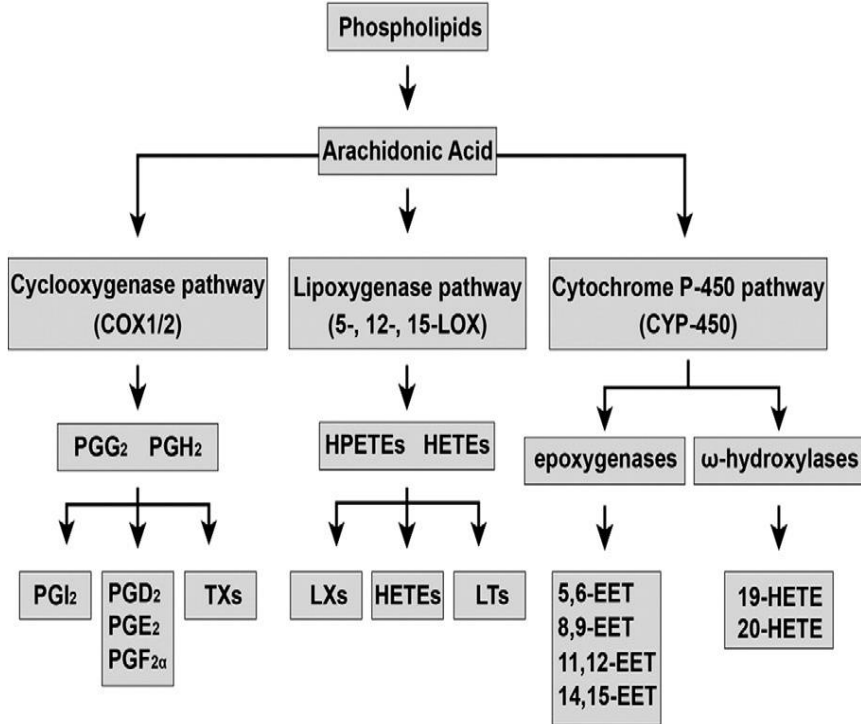 Phospholipids
Arachidonic Acid
Cyclooxygenase pathway
(COX1/2)
Lipoxygenase pathway
(5-, 12-, 15-LOX)
Cytochrome P-450 pathway
(CYP-450)
PGG₂ PGH₂
HPETEs HETEs
epoxygenases
ω-hydroxylases
PGI₂
PGD₂
PGE₂
PGF₂α
TXs
LXs
HETEs
LTs
5,6-EET
8,9-EET
11,12-EET
14,15-EET
19-HETE
20-HETE